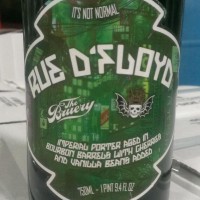 IT'S NOT NORMAL
RUE D'FLOYD
The Bruery
IMPERIAL PORTER AGED IN
BOURBON BARRELS WITH CHERRIES
AND VANILLA BEANS ADDED
750ML - 1 PINT 9.4 FL OZ